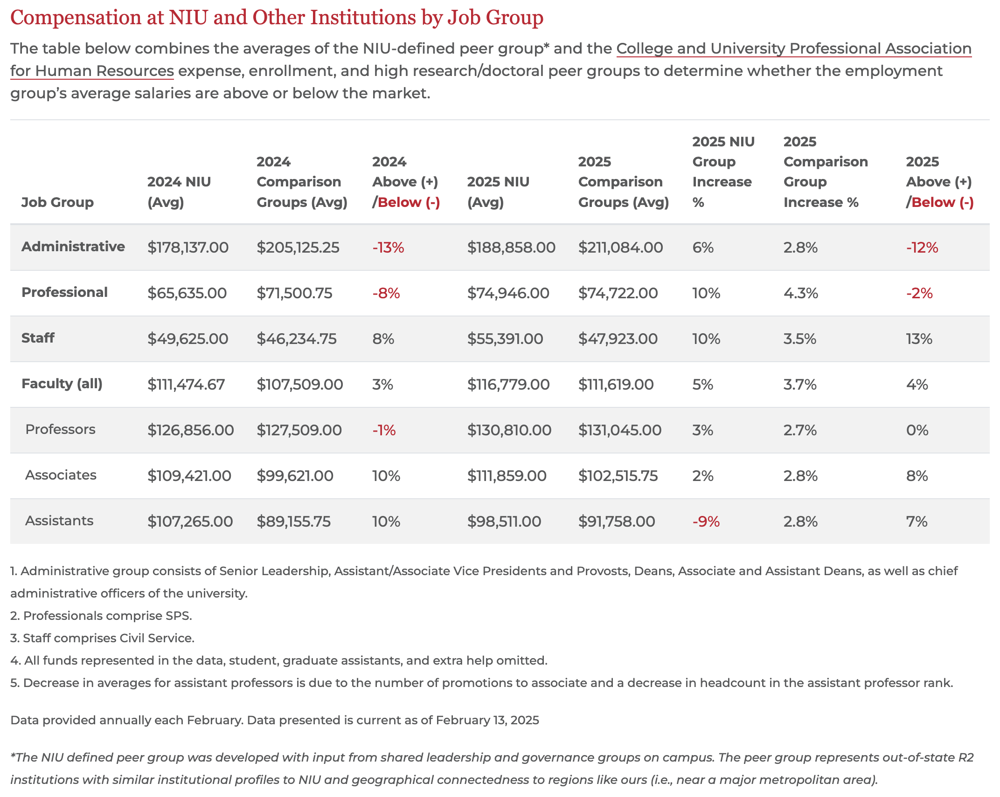 Compensation at NIU and Other Institutions by Job Group
The table below combines the averages of the NIU-defined peer group* and the College and University Professional Association
for Human Resources expense, enrollment, and high research/doctoral peer groups to determine whether the employment
group’s average salaries are above or below the market.
Job Group 2024 NIU (Avg) 2024 Comparison Groups (Avg) 2024 Above (+) /Below (-) 2025 NIU (Avg) 2025 Comparison Groups (Avg) 2025 NIU Group Increase % 2025 Comparison Group Increase % 2025 Above (+) /Below (-)
Administrative $178,137.00 $205,125.25 -13% $188,858.00 $211,084.00 6% 2.8% -12%
Professional $65,635.00 $71,500.75 -8% $74,946.00 $74,722.00 10% 4.3% -2%
Staff $49,625.00 $46,234.75 8% $55,391.00 $47,923.00 10% 3.5% 13%
Faculty (all) $111,474.67 $107,509.00 3% $116,779.00 $111,619.00 5% 3.7% 4%
Professors $126,856.00 $127,509.00 -1% $130,810.00 $131,045.00 3% 2.7% 0%
Associates $109,421.00 $99,621.00 10% $111,859.00 $102,515.75 2% 2.8% 8%
Assistants $107,265.00 $89,155.75 10% $98,511.00 $91,758.00 -9% 2.8% 7%
1. Administrative group consists of Senior Leadership, Assistant/Associate Vice Presidents and Provosts, Deans, Associate and Assistant Deans, as well as chief
administrative officers of the university.
2. Professionals comprise SPS.
3. Staff comprises Civil Service.
4. All funds represented in the data, student, graduate assistants, and extra help omitted.
5. Decrease in averages for assistant professors is due to the number of promotions to associate and a decrease in headcount in the assistant professor rank.
Data provided annually each February. Data presented is current as of February 13, 2025
*The NIU defined peer group was developed with input from shared leadership and governance groups on campus. The peer group represents out-of-state R2
institutions with similar institutional profiles to NIU and geographical connectedness to regions like ours (i.e., near a major metropolitan area).